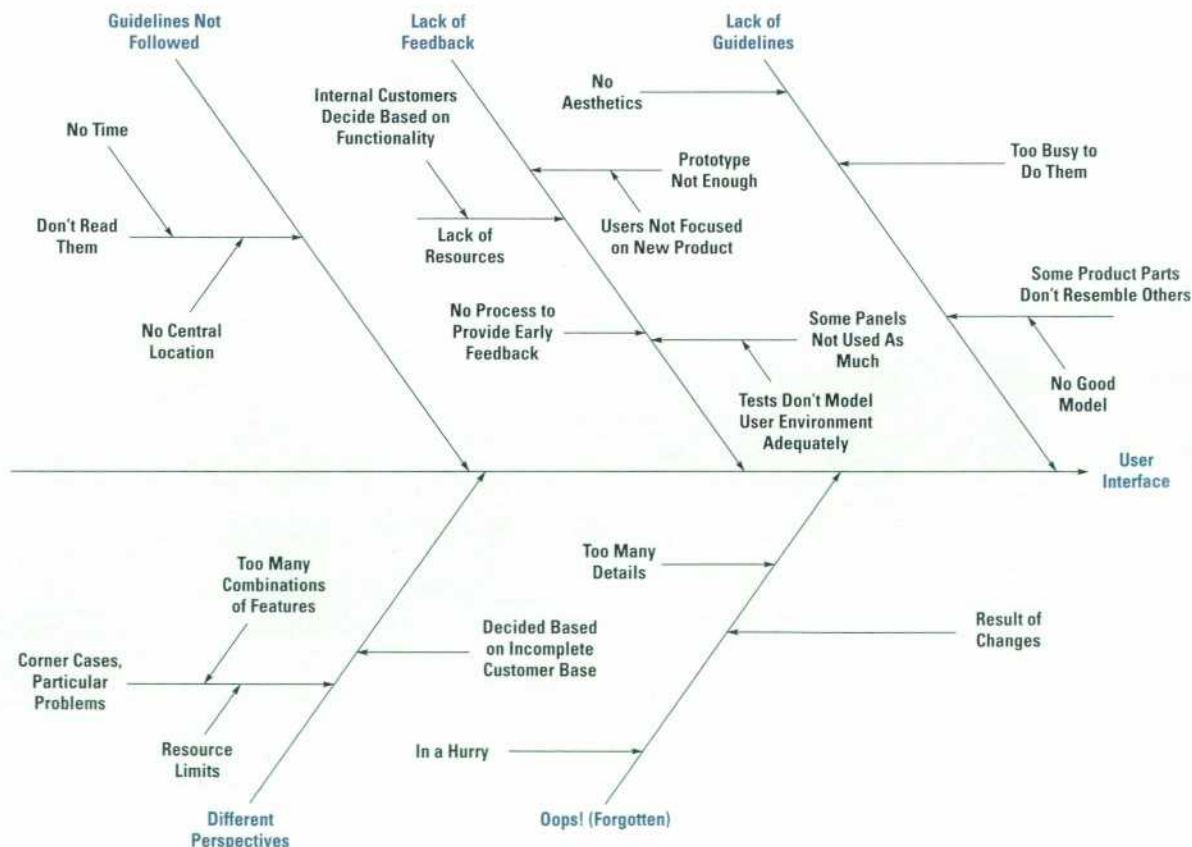 Guidelines Not
Followed
Lack of
Feedback
Lack of
Guidelines
No
Aesthetics
Internal Customers
Decide Based on
Functionality
No Time
Too Busy to
Do Them
Prototype
Not Enough
Don't Read
Them
Users Not Focused
on New Product
Lack of
Resources
Some Product Parts
Don't Resemble Others
No Central
Location
No Process to
Provide Early
Feedback
Some Panels
Not Used As
Much
No Good
Model
Tests Don't Model
User Environment
Adequately
User
Interface
Too Many
Details
Too Many
Combinations
of Features
Decided Based
on Incomplete
Customer Base
Result of
Changes
Corner Cases,
Particular
Problems
Resource
Limits
In a Hurry
Different
Perspectives
Oops! (Forgotten)